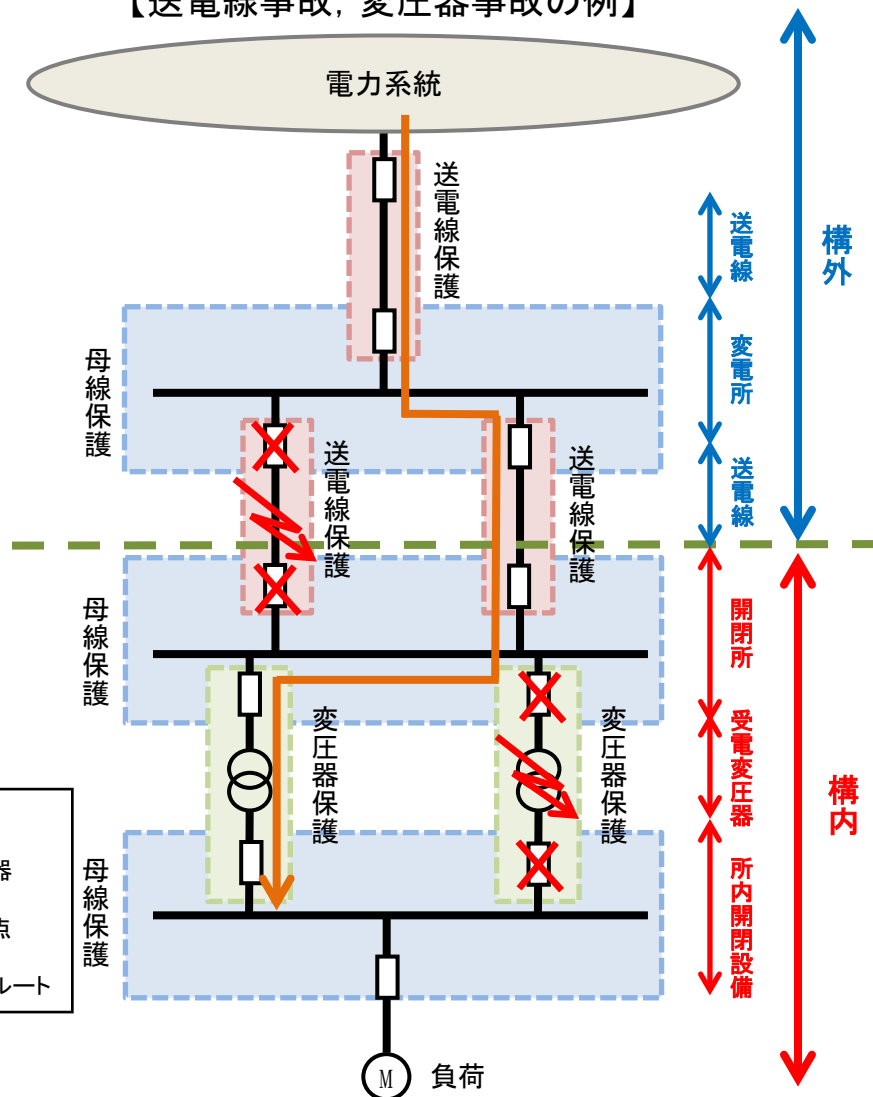 【送電線事故，変圧器事故の例】
電力系統
送電線保護
送電線
構外
母線保護
変電所
送電線保護
送電線保護
送電線
母線保護
開閉所
変圧器保護
変圧器保護
受電変圧器
構内
器
点
ルート
母線保護
所内開閉設備
M
負荷